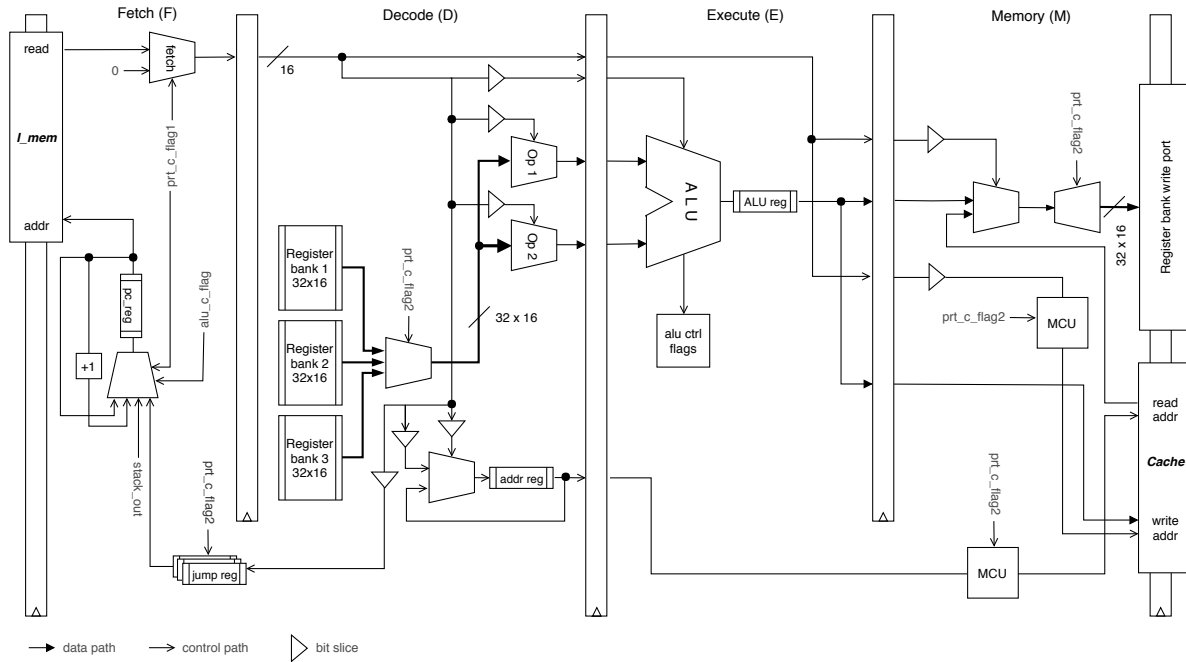 Fetch (F)
Decode (D)
Execute (E)
Memory (M)
read
0
fetch
16
prt_c_flag1
I_mem
addr
pc_reg
alu_c_flag
+1
stack_out
prt_c_flag2
jump reg
Register
bank 1
32x16
Register
bank 2
32x16
Register
bank 3
32x16
prt_c_flag2
Op 1
Op 2
32 x 16
addr reg
ALU
ALU reg
alu ctrl
flags
prt_c_flag2
32 x 16
Register bank write port
prt_c_flag2
MCU
read
addr
Cache
write
addr
prt_c_flag2
MCU
data path
control path
bit slice